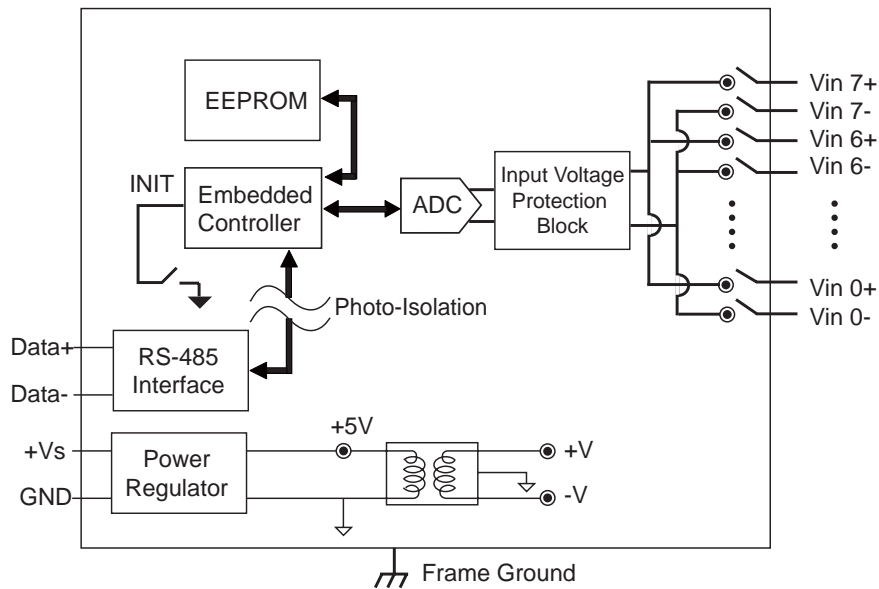 EEPROM
INIT
Embedded
Controller
ADC
Input Voltage
Protection
Block
Vin 7+
Vin 7-
Vin 6+
Vin 6-
Vin 0+
Vin 0-
Photo-Isolation
Data+
Data-
RS-485
Interface
+Vs
GND
Power
Regulator
+5V
+V
-V
Frame Ground